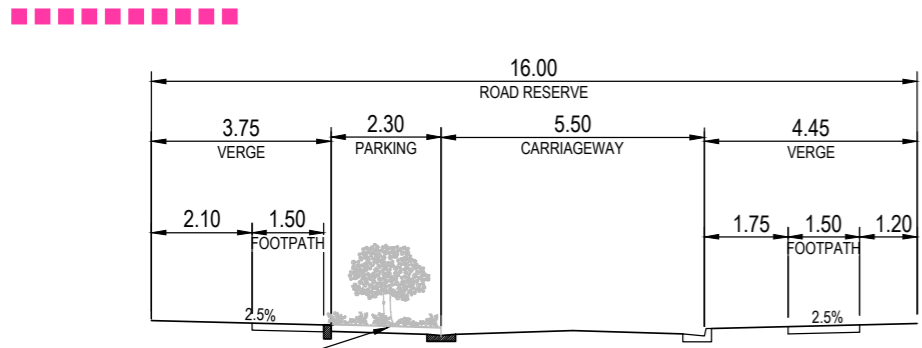 16.00
ROAD RESERVE
3.75 2.30 5.50 4.45
VERGE PARKING CARRIAGEWAY VERGE
2.10 1.50 1.75 1.50 1.20
FOOTPATH FOOTPATH
2.5% 2.5%